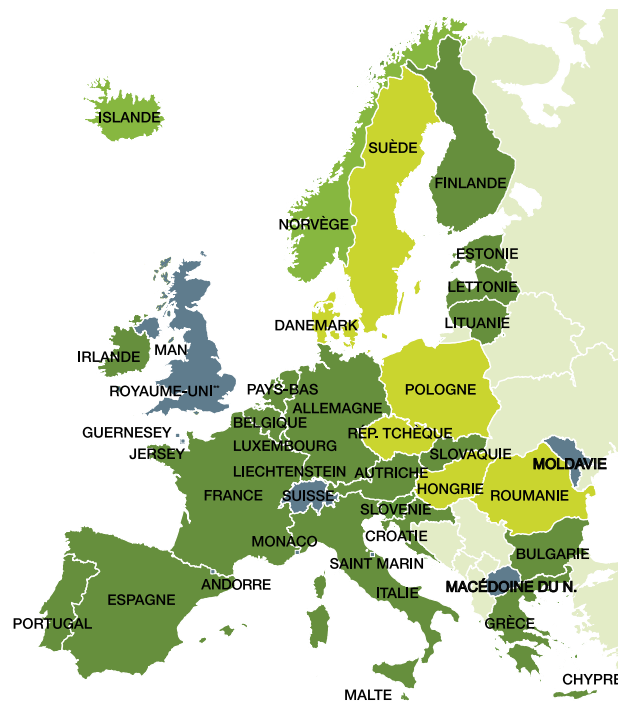 ISLANDE
SUÈDE
FINLANDE
NORVÈGE
ESTONIE
LETTONIE
LITUANIE
DANEMARK
MAN
IRLANDE
ROYAUME-UNI¨
PAYS-BAS
POLOGNE
ALLEMAGNE
BELGIQUE
GUERNESEY
RÉP. TCHÈQUE
LUXEMBOURG
JERSEY
SLOVAQUIE
MOLDAVIE
LIECHTENSTEIN
AUTRICHE
HONGRIE
FRANCE
SUISSE
ROUMANIE
SLOVENIE
CROATIE
MONACO
BULGARIE
SAINT MARIN
ANDORRE
MACÉDOINE DU N.
ITALIE
ESPAGNE
PORTUGAL
GRÈCE
CHYPRE
MALTE